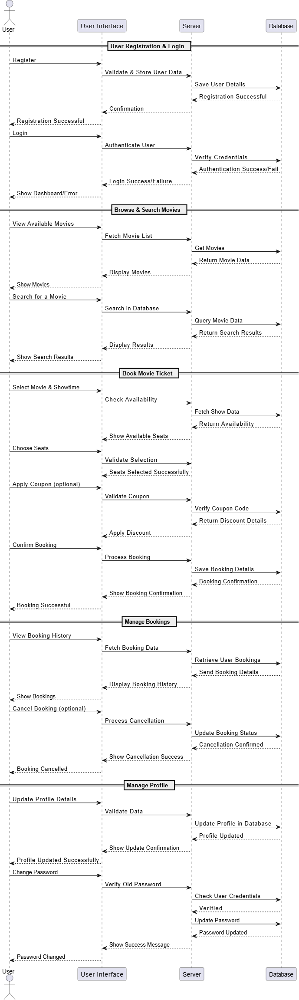 User
User Interface
Server
Database
User Registration & Login
Register
Validate & Store User Data
Save User Details
Registration Successful
Confirmation
Registration Successful
Login
Authenticate User
Verify Credentials
Authentication Success/Fail
Login Success/Failure
Show Dashboard/Error
Browse & Search Movies
View Available Movies
Fetch Movie List
Get Movies
Return Movie Data
Display Movies
Show Movies
Search for a Movie
Search in Database
Query Movie Data
Return Search Results
Display Results
Show Search Results
Book Movie Ticket
Select Movie & Showtime
Check Availability
Fetch Show Data
Return Availability
Show Available Seats
Choose Seats
Validate Selection
Seats Selected Successfully
Apply Coupon (optional)
Validate Coupon
Verify Coupon Code
Return Discount Details
Apply Discount
Confirm Booking
Process Booking
Save Booking Details
Booking Confirmation
Show Booking Confirmation
Booking Successful
Manage Bookings
View Booking History
Fetch Booking Data
Retrieve User Bookings
Send Booking Details
Display Booking History
Show Bookings
Cancel Booking (optional)
Process Cancellation
Update Booking Status
Cancellation Confirmed
Show Cancellation Success
Booking Cancelled
Manage Profile
Update Profile Details
Validate Data
Update Profile in Database
Profile Updated
Show Update Confirmation
Profile Updated Successfully
Change Password
Verify Old Password
Check User Credentials
Verified
Update Password
Password Updated
Show Success Message
Password Changed
User
User Interface
Server
Database